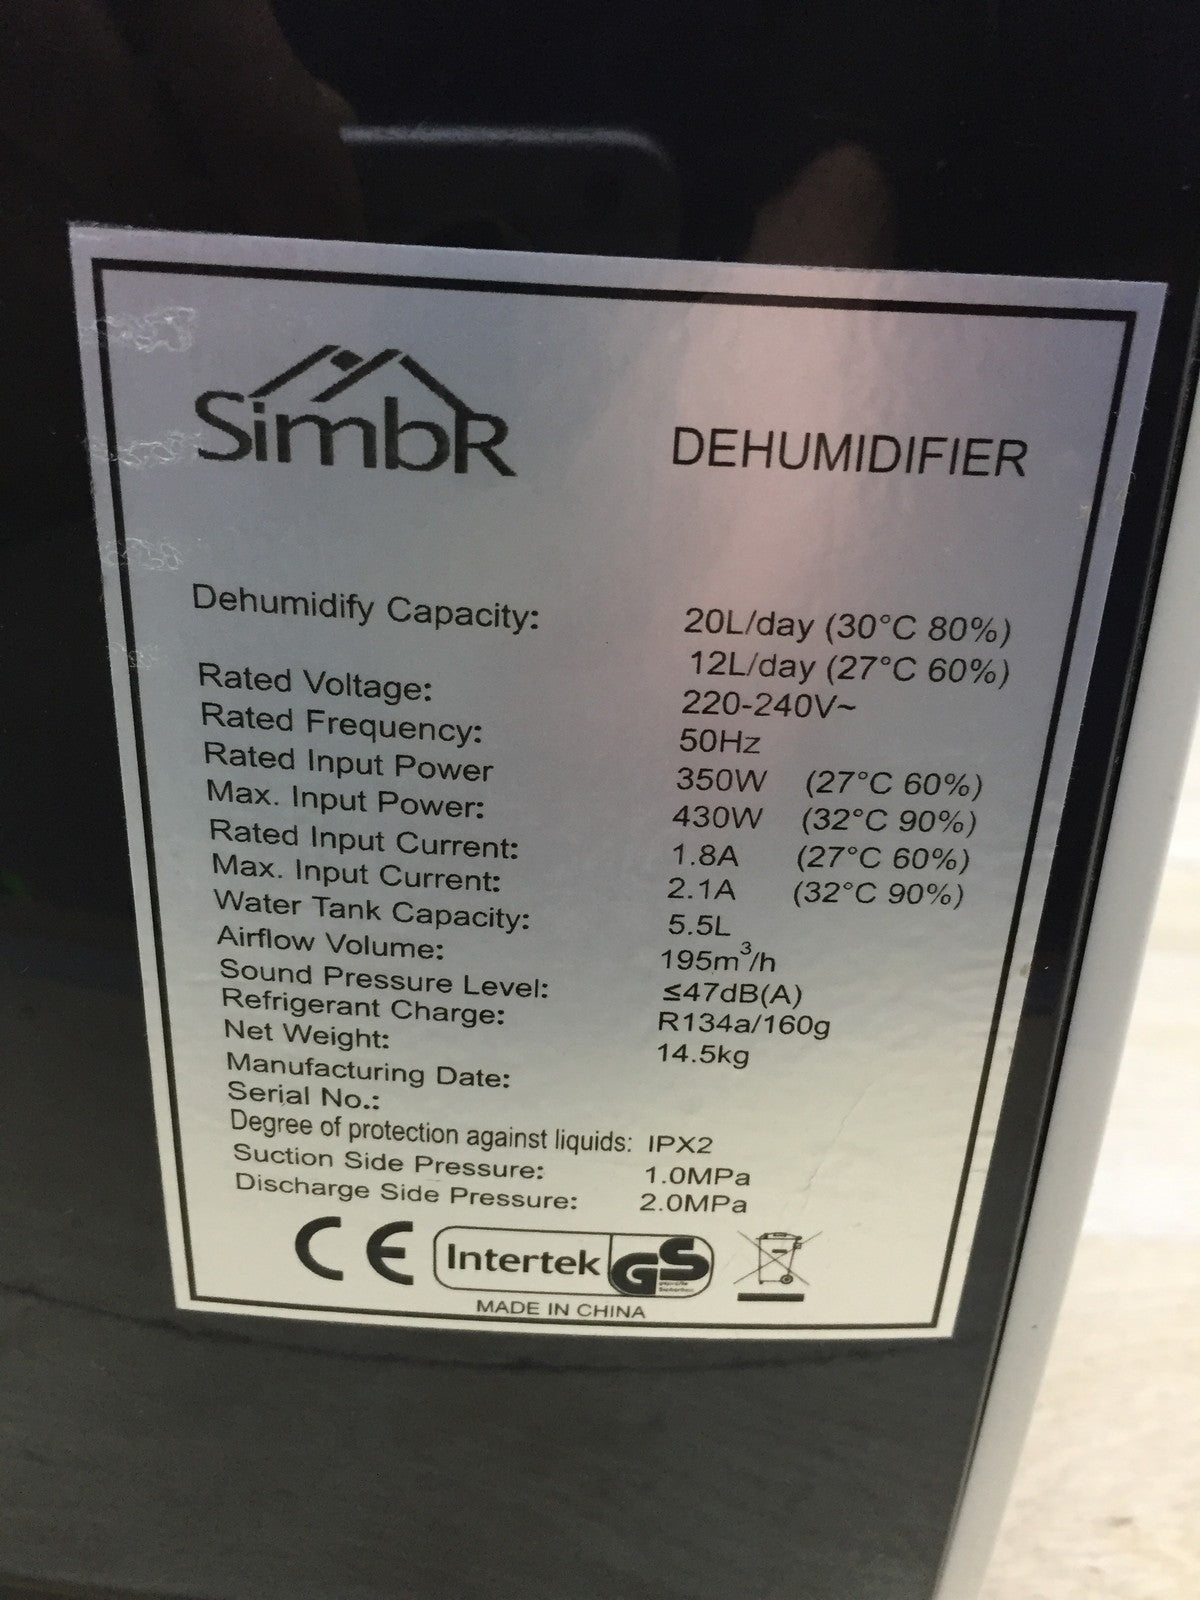 SimbR
DEHUMIDIFIER
Dehumidify Capacity: 20L/day (30°C 80%)
12L/day (27°C 60%)
Rated Voltage: 220-240V~
Rated Frequency: 50Hz
Rated Input Power 350W (27°C 60%)
Max. Input Power: 430W (32°C 90%)
Rated Input Current: 1.8A (27°C 60%)
Max. Input Current: 2.1A (32°C 90%)
Water Tank Capacity: 5.5L
Airflow Volume: 195m³/h
Sound Pressure Level: ≤47dB(A)
Refrigerant Charge: R134a/160g
Net Weight: 14.5kg
Manufacturing Date:
Serial No.:
Degree of protection against liquids: IPX2
Suction Side Pressure: 1.0MPa
Discharge Side Pressure: 2.0MPa
CE Intertek GS
MADE IN CHINA